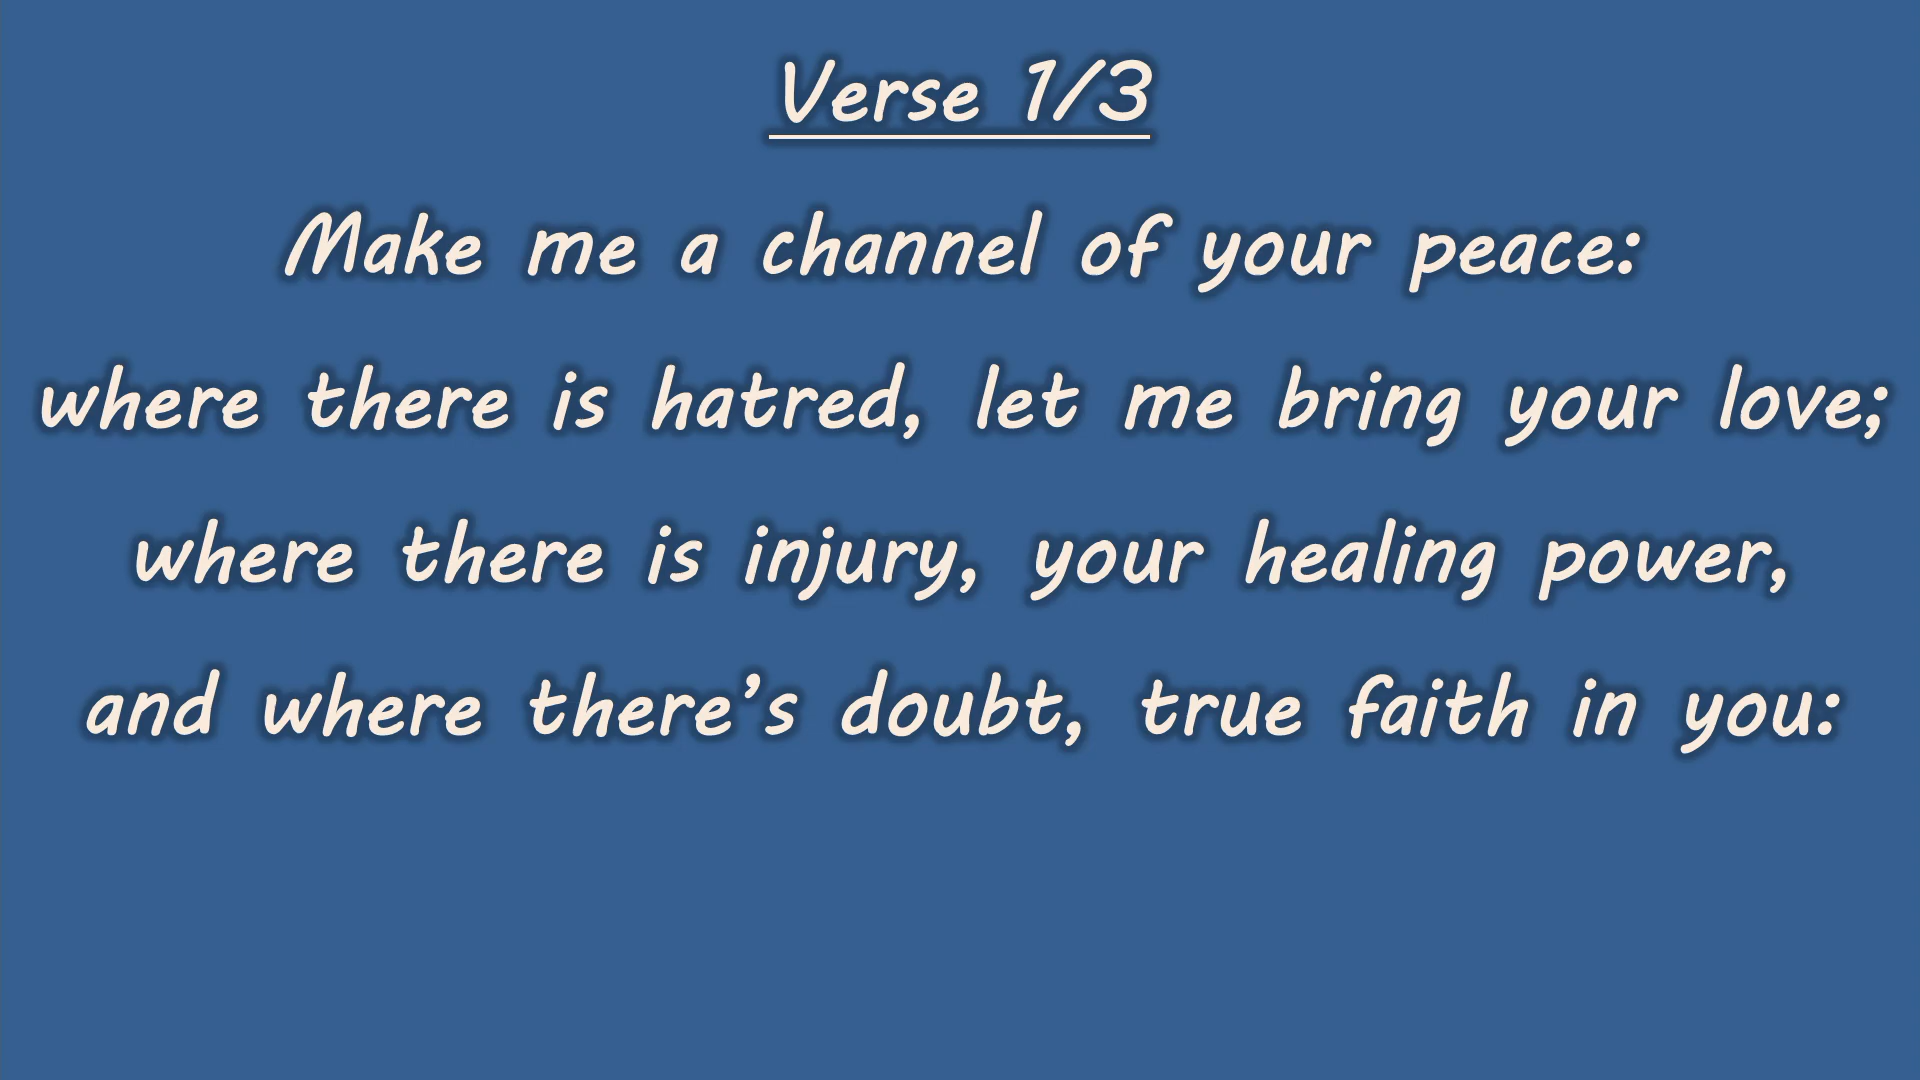 Verse 1/3
Make me a channel of your peace:
where there is hatred, let me bring your love;
where there is injury, your healing power,
and where there’s doubt, true faith in you: